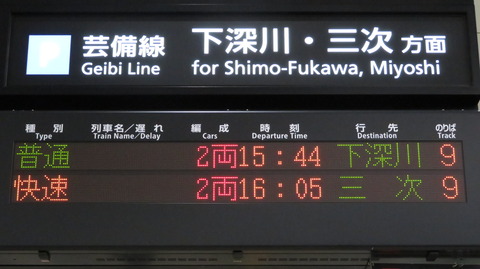 P 芸備線 下深川・三次 方面
Geibi Line for Shimo-Fukawa, Miyoshi
種別 列車名/遅れ 編成 時刻 行先 のりば
Type Train Name/Delay Cars Departure Time Destination Track
普通 2両 15:44 下深川 9
快速 2両 16:05 三次 9